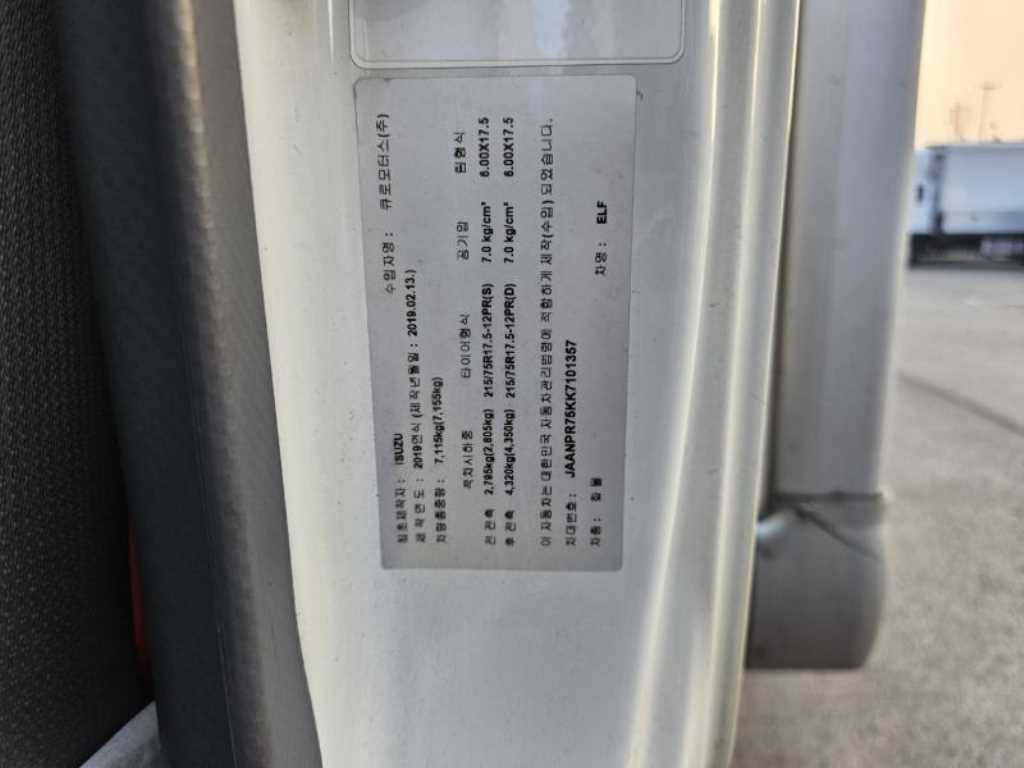 최초제작자 : ISUZU 수입자명 : 큐로모터스(주)
제 작 연 도 : 2019연식 (제작년월일 : 2019.02.13.)
차량총중량 : 7,115kg(7,155kg)
적차시하중 타이어형식 공기압 림형식
전 전축 2,795kg(2,805kg) 215/75R17.5-12PR(S) 7.0 kg/cm² 6.00X17.5
후 전축 4,320kg(4,350kg) 215/75R17.5-12PR(D) 7.0 kg/cm² 6.00X17.5
이 자동차는 대한민국 자동차관리법령에 적합하게 제작(수입) 되었습니다.
차대번호 : JAANPR75KK7101357
차종 : 화물 차명 : ELF